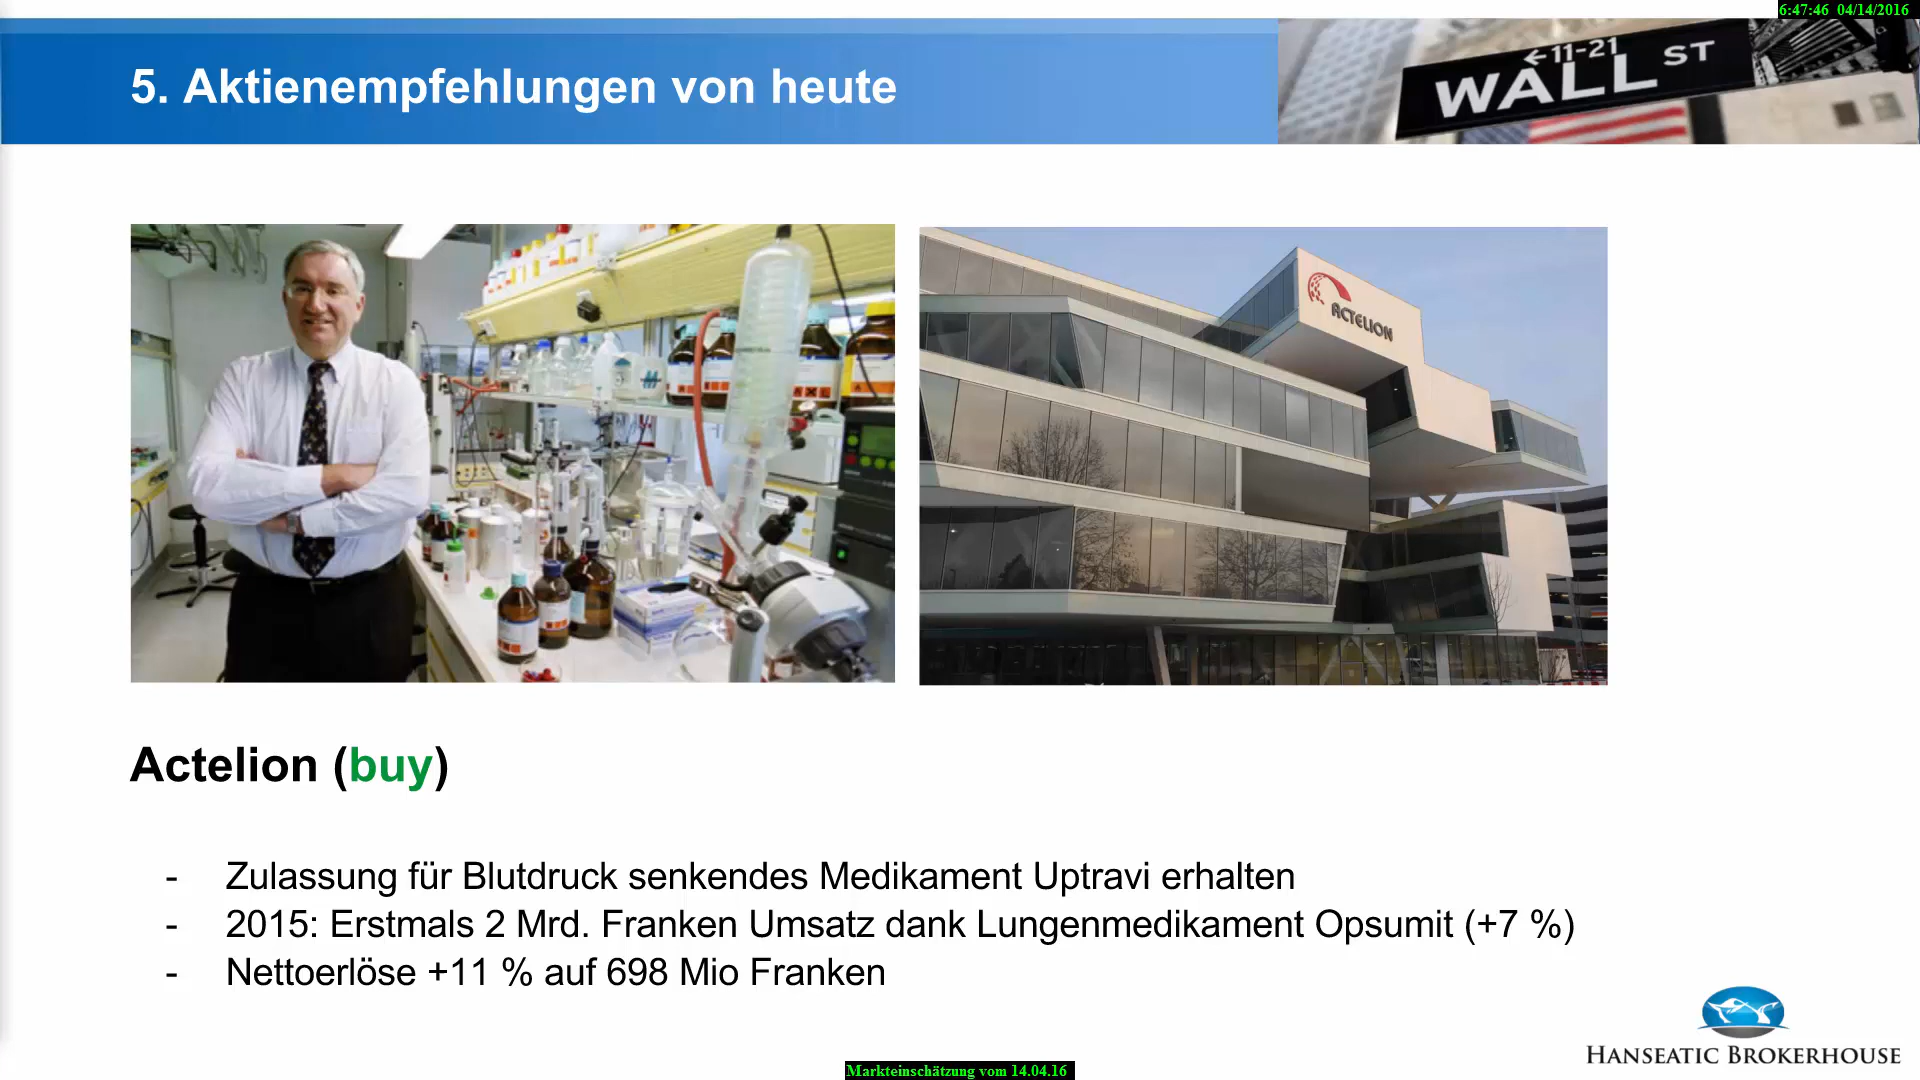 6:47:46 04/14/2016
5. Aktienempfehlungen von heute
←11-21
WALL ST
ACTELION
Actelion (buy)
- Zulassung für Blutdruck senkendes Medikament Uptravi erhalten
- 2015: Erstmals 2 Mrd. Franken Umsatz dank Lungenmedikament Opsumit (+7 %)
- Nettoerlöse +11 % auf 698 Mio Franken
HANSEATIC BROKERHOUSE
Markteinschätzung vom 14.04.16